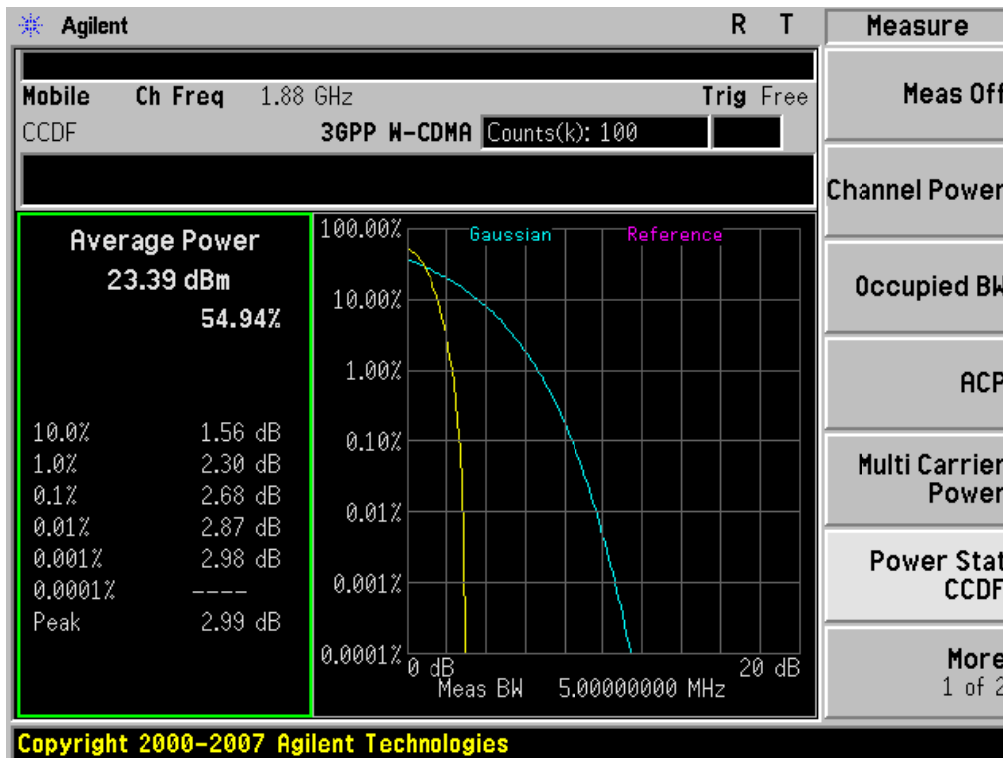 Agilent R T
Mobile Ch Freq 1.88 GHz Trig Free
CCDF 3GPP W-CDMA Counts(k): 100
Average Power
23.39 dBm
54.94%
10.0% 1.56 dB
1.0% 2.30 dB
0.1% 2.68 dB
0.01% 2.87 dB
0.001% 2.98 dB
0.0001% ----
Peak 2.99 dB
Gaussian Reference
100.00%
10.00%
1.00%
0.10%
0.01%
0.001%
0.0001%
0 dB 20 dB
Meas BW 5.00000000 MHz
Measure
Meas Off
Channel Power
Occupied BW
ACP
Multi Carrier
Power
Power Stat
CCDF
More
1 of 2
Copyright 2000-2007 Agilent Technologies